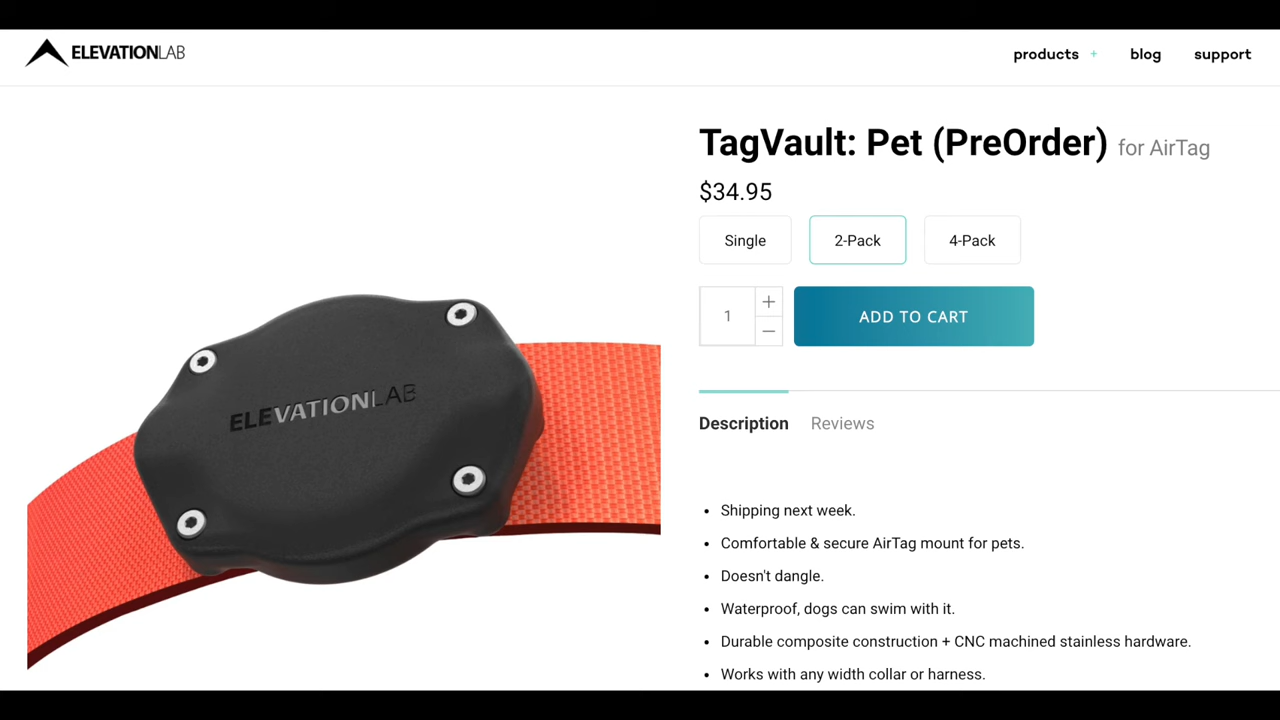 ELEVATIONLAB
products +
blog
support
TagVault: Pet (PreOrder) for AirTag
$34.95
Single
2-Pack
4-Pack
1
+
–
ADD TO CART
Description
Reviews
ELEVATIONLAB
• Shipping next week.
• Comfortable & secure AirTag mount for pets.
• Doesn't dangle.
• Waterproof, dogs can swim with it.
• Durable composite construction + CNC machined stainless hardware.
• Works with any width collar or harness.